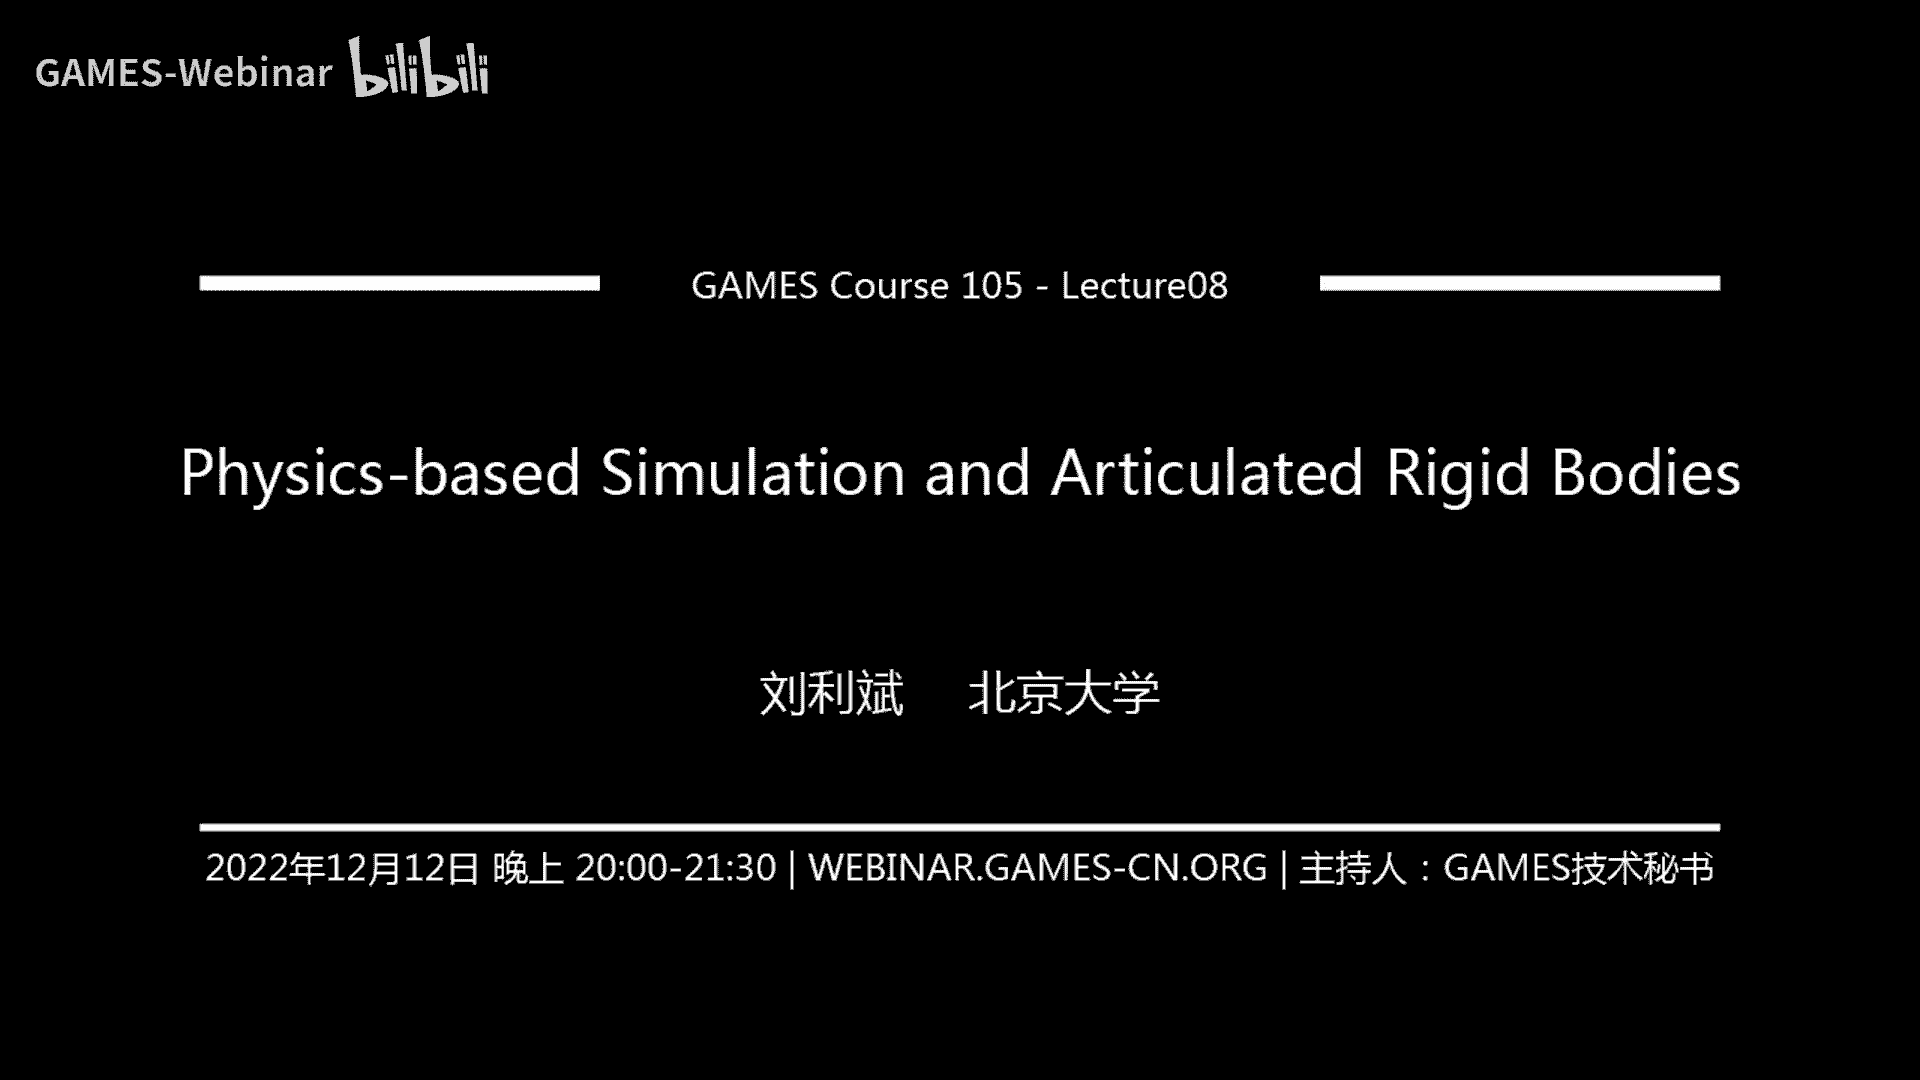 GAMES-Webinar bilibili
GAMES Course 105 - Lecture08
Physics-based Simulation and Articulated Rigid Bodies
刘利斌 北京大学
2022年12月12日 晚上 20:00-21:30 | WEBINAR.GAMES-CN.ORG | 主持人：GAMES技术秘书